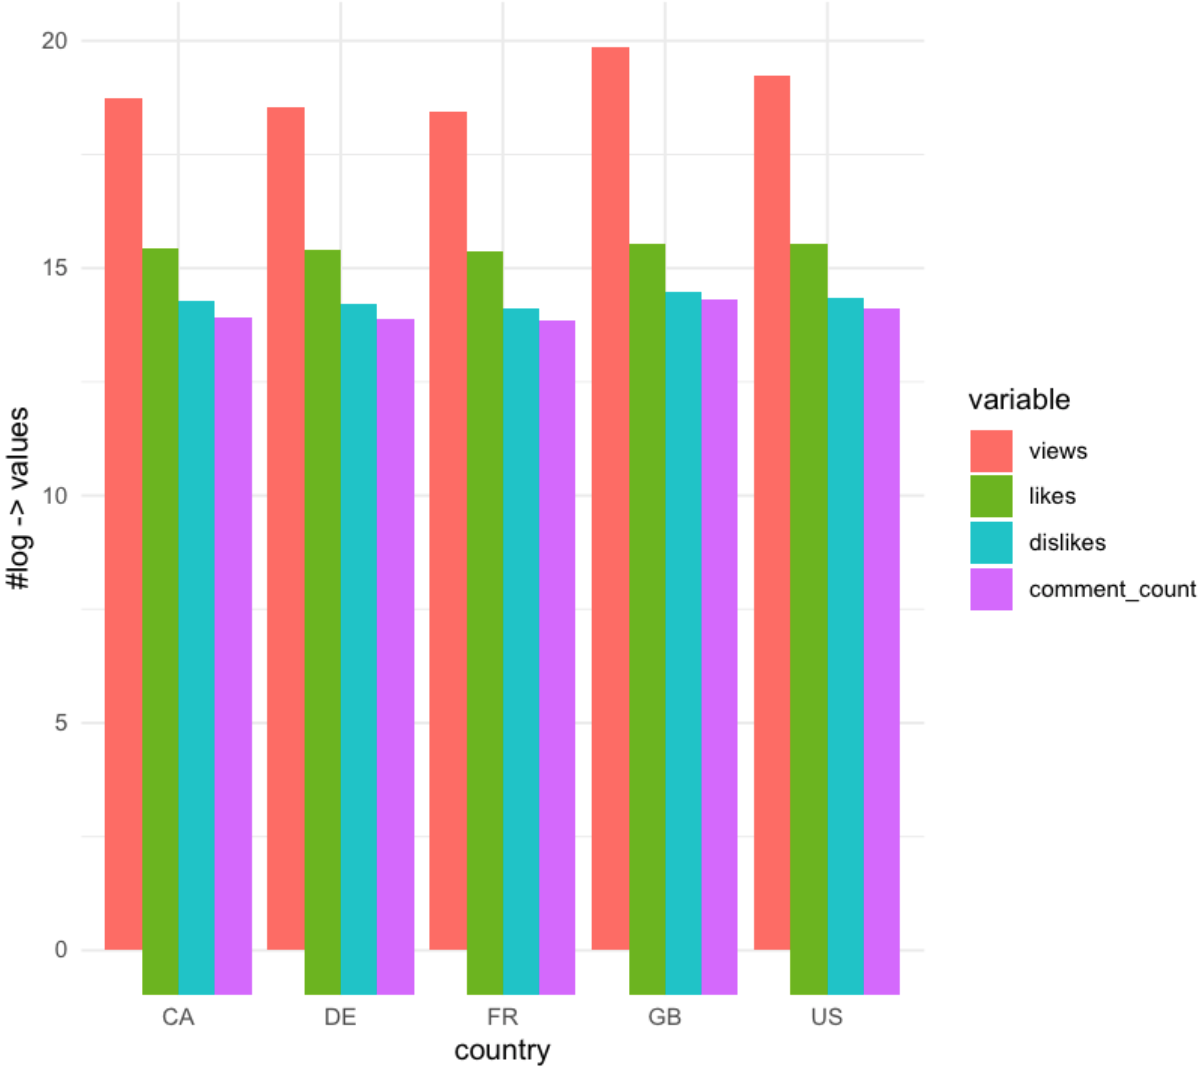 20
15
10
5
0
#log -> values
CA DE FR GB US
country
variable
views
likes
dislikes
comment_count